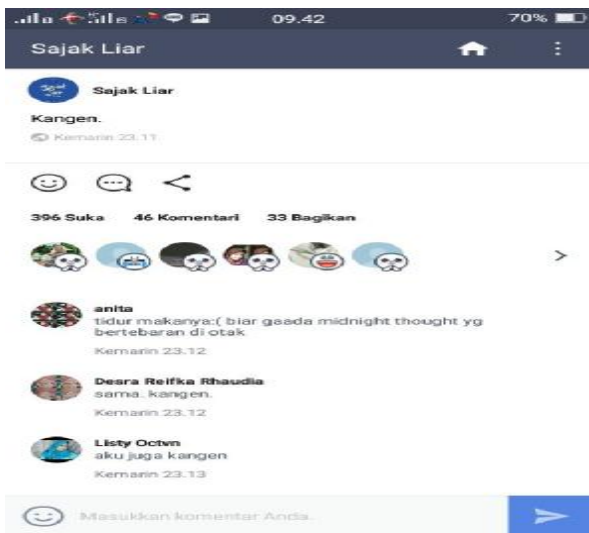 09.42
70%
Sajak Liar
Sajak Liar
Kangen.
Kemarin 23.11
396 Suka 46 Komentari 33 Bagikan
anita
tidur makanya:( biar gaada midnight thought yg
bertebaran di otak
Kemarin 23.12
Desra Reifka Rhaudia
sama. kangen.
Kemarin 23.12
Listy Octvn
aku juga kangen
Kemarin 23.13
Masukkan komentar Anda.